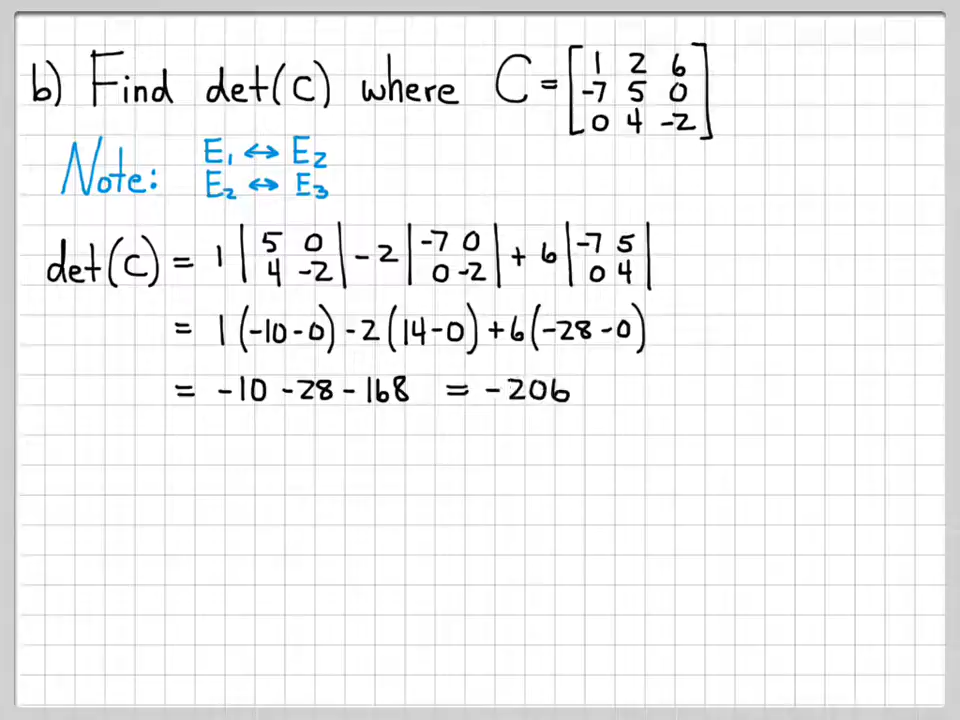 b) Find det(C) where C = [1 2 6
-7 5 0
0 4 -2]
Note: E₁ ↔ E₂
E₂ ↔ E₃
det(C) = 1 |5 0; 4 -2| - 2 |-7 0; 0 -2| + 6 |-7 5; 0 4|
= 1(-10-0) - 2(14-0) + 6(-28-0)
= -10 - 28 - 168 = -206